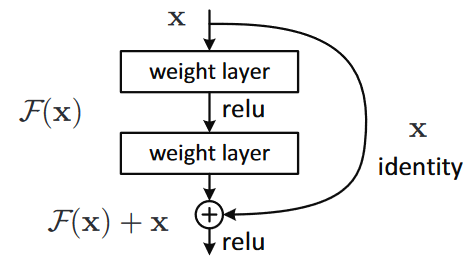 x
weight layer
relu
F(x)
weight layer
x
identity
F(x) + x
relu